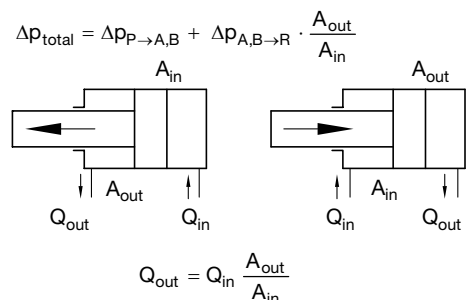 Δp_total = Δp_P→A,B + Δp_A,B→R · A_out / A_in
A_in A_out
A_out A_in
Q_out Q_in Q_in Q_out
Q_out = Q_in A_out / A_in